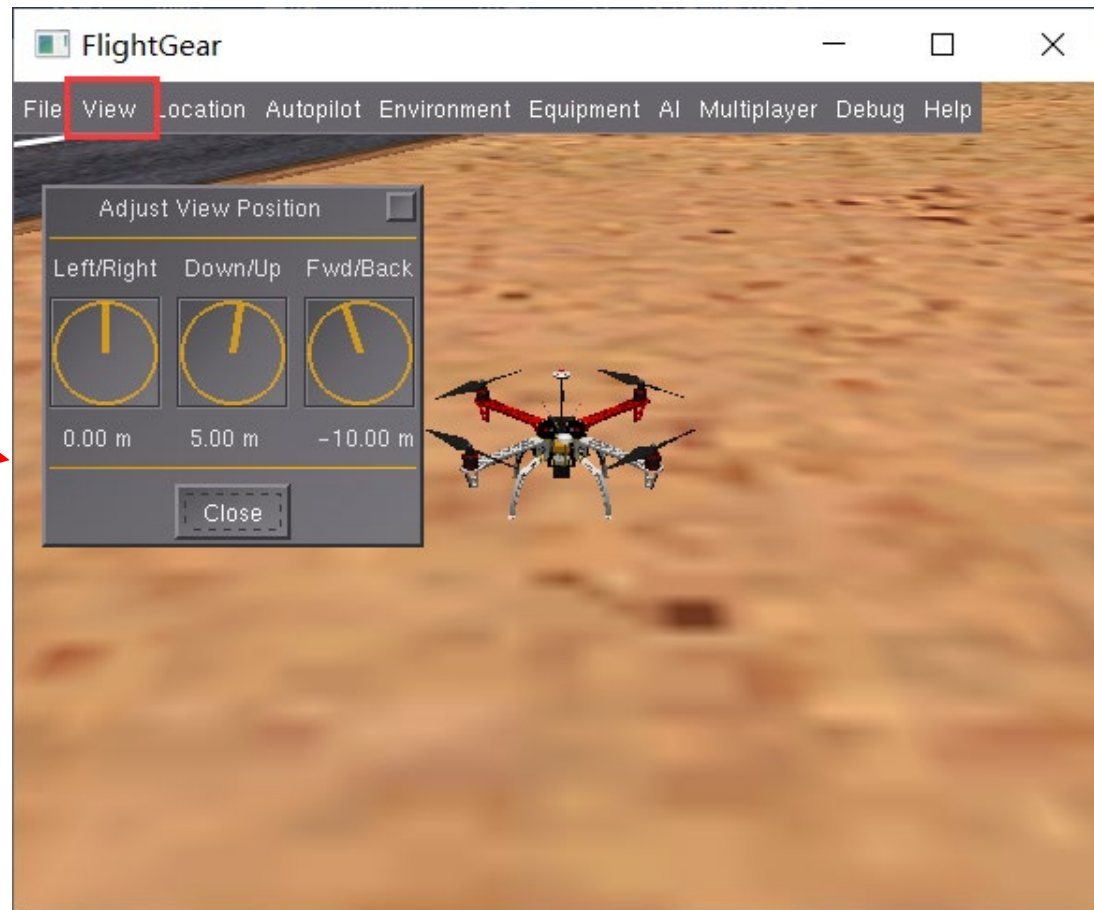 FlightGear
File View Location Autopilot Environment Equipment AI Multiplayer Debug Help
Adjust View Position
Left/Right Down/Up Fwd/Back
0.00 m 5.00 m -10.00 m
Close